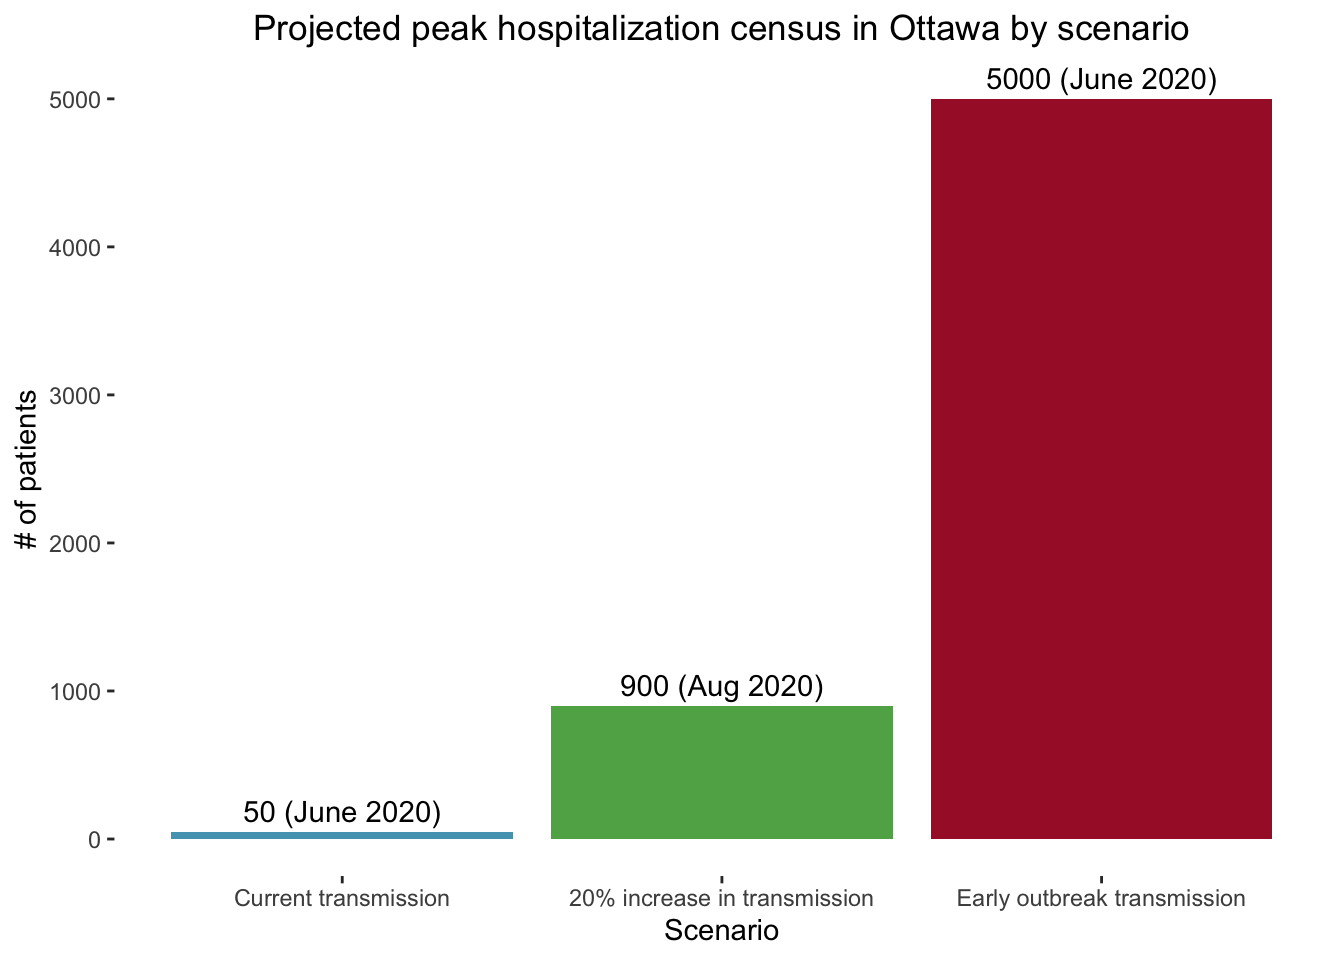 Projected peak hospitalization census in Ottawa by scenario
5000 (June 2020)
5000
4000
3000
2000
1000
0
# of patients
900 (Aug 2020)
50 (June 2020)
Current transmission
20% increase in transmission
Early outbreak transmission
Scenario